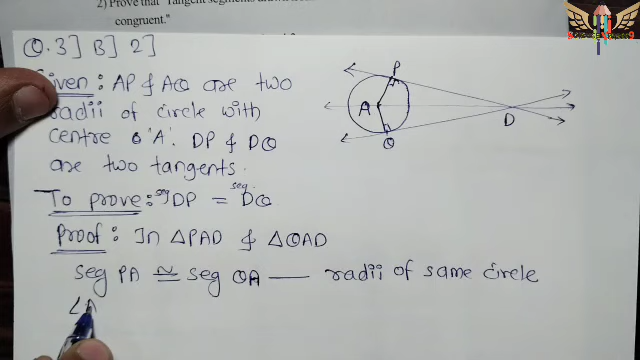 2) Prove that "Tangent segments drawn
congruent."
Q.3] B] 2]
Given: AP & AQ are two
radii of circle with
centre 'A'. DP & DQ
are two tangents.
To prove: seg DP = seg DQ
Proof: In △PAD & △QAD
seg PA ≅ seg QA — radii of same circle
∠A
P
A
Q
D